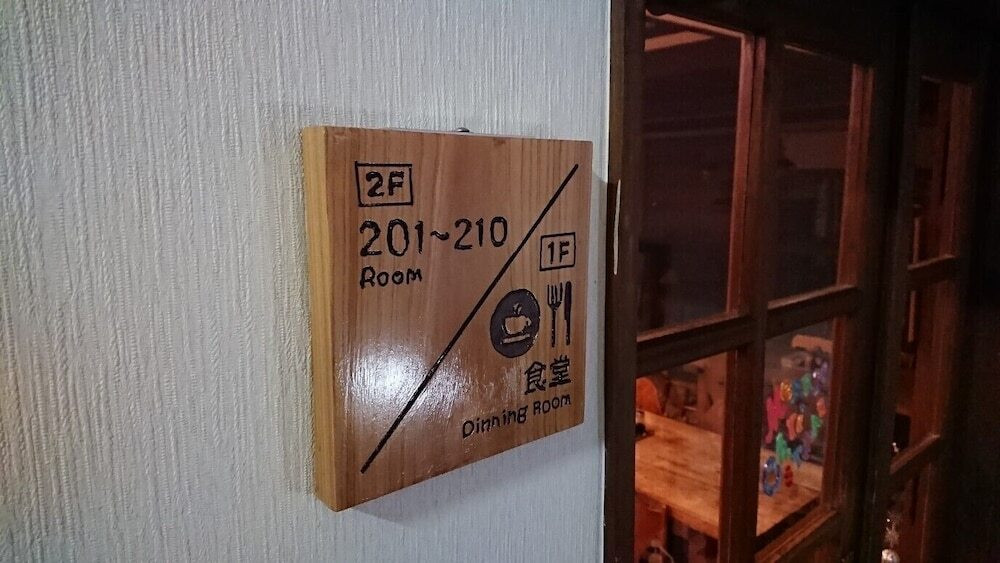 2F
201~210
Room
1F
食堂
Dinning Room